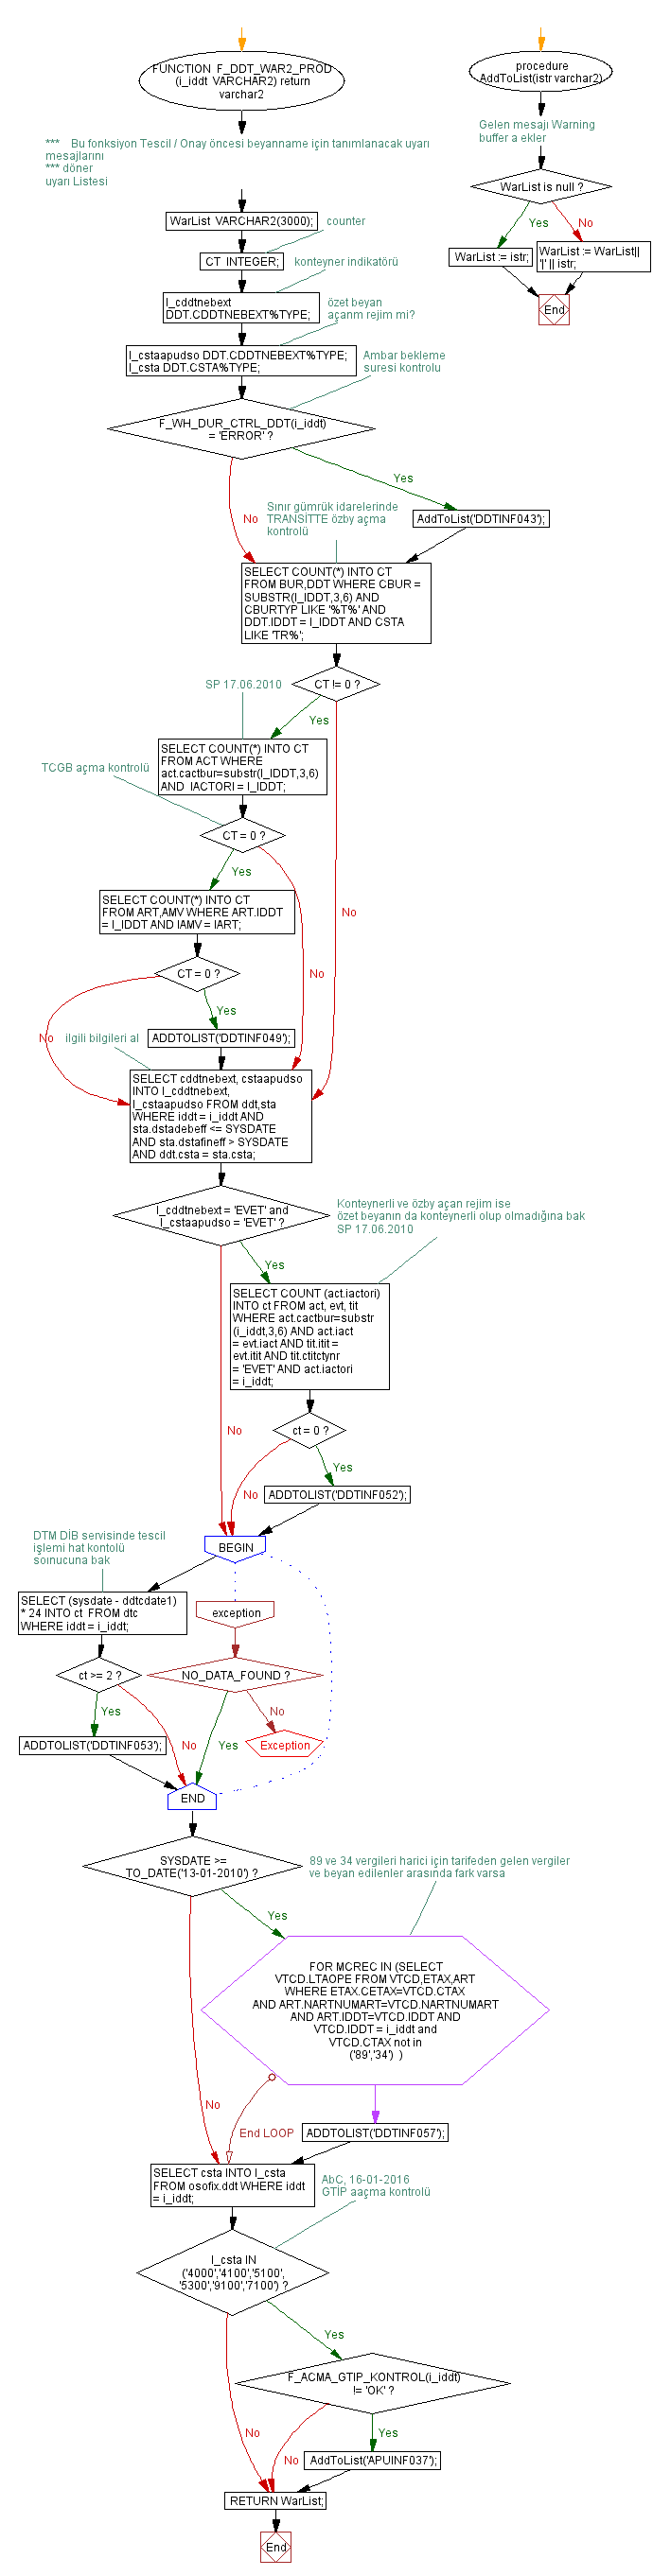 FUNCTION F_DDT_WAR2_PROD
(i_iddt VARCHAR2) return
varchar2
*** Bu fonksiyon Tescil / Onay öncesi beyanname için tanımlanacak uyarı
mesajlarını
*** döner
uyarı Listesi
WarList VARCHAR2(3000);
counter
CT INTEGER;
konteyner indikatörü
l_cddtnebext
DDT.CDDTNEBEXT%TYPE;
özet beyan
açanm rejim mi?
l_cstaapudso DDT.CDDTNEBEXT%TYPE;
l_csta DDT.CSTA%TYPE;
Ambar bekleme
suresi kontrolu
F_WH_DUR_CTRL_DDT(i_iddt)
= 'ERROR' ?
Yes
No
AddToList('DDTINF043');
Sınır gümrük idarelerinde
TRANSİTTE özby açma
kontrolü
SELECT COUNT(*) INTO CT
FROM BUR,DDT WHERE CBUR =
SUBSTR(I_IDDT,3,6) AND
CBURTYP LIKE '%T%' AND
DDT.IDDT = I_IDDT AND CSTA
LIKE 'TR%';
CT != 0 ?
SP 17.06.2010
Yes
No
SELECT COUNT(*) INTO CT
FROM ACT WHERE
act.cactbur=substr(I_IDDT,3,6)
AND IACTORI = I_IDDT;
TCGB açma kontrolü
CT = 0 ?
Yes
No
SELECT COUNT(*) INTO CT
FROM ART,AMV WHERE ART.IDDT
= I_IDDT AND IAMV = IART;
CT = 0 ?
Yes
No
ilgili bilgileri al
ADDTOLIST('DDTINF049');
SELECT cddtnebext, cstaapudso
INTO l_cddtnebext,
l_cstaapudso FROM ddt,sta
WHERE iddt = i_iddt AND
sta.dstadebeff <= SYSDATE
AND sta.dstafineff > SYSDATE
AND ddt.csta = sta.csta;
l_cddtnebext = 'EVET' and
l_cstaapudso = 'EVET' ?
Konteynerli ve özby açan rejim ise
özet beyanın da konteynerli olup olmadığına bak
SP 17.06.2010
Yes
No
SELECT COUNT (act.iactori)
INTO ct FROM act, evt, tit
WHERE act.cactbur=substr
(i_iddt,3,6) AND act.iact
= evt.iact AND tit.itit =
evt.itit AND tit.ctitctynr
= 'EVET' AND act.iactori
= i_iddt;
ct = 0 ?
Yes
No
ADDTOLIST('DDTINF052');
BEGIN
DTM DİB servisinde tescil
işlemi hat kontolü
soınucuna bak
SELECT (sysdate - ddtcdate1)
* 24 INTO ct FROM dtc
WHERE iddt = i_iddt;
exception
ct >= 2 ?
NO_DATA_FOUND ?
Yes
No
ADDTOLIST('DDTINF053');
No
Yes
Exception
END
SYSDATE >=
TO_DATE('13-01-2010') ?
89 ve 34 vergileri harici için tarifeden gelen vergiler
ve beyan edilenler arasında fark varsa
Yes
No
FOR MCREC IN (SELECT
VTCD.LTAOPE FROM VTCD,ETAX,ART
WHERE ETAX.CETAX=VTCD.CTAX
AND ART.NARTNUMART=VTCD.NARTNUMART
AND ART.IDDT=VTCD.IDDT AND
VTCD.IDDT = i_iddt and
VTCD.CTAX not in
('89','34') )
End LOOP
ADDTOLIST('DDTINF057');
SELECT csta INTO l_csta
FROM osofix.ddt WHERE iddt
= i_iddt;
AbC, 16-01-2016
GTİP aaçma kontrolü
l_csta IN
('4000','4100','5100',
'5300','9100','7100') ?
Yes
No
F_ACMA_GTIP_KONTROL(i_iddt)
!= 'OK' ?
Yes
No
AddToList('APUINF037');
RETURN WarList;
End
procedure
AddToList(istr varchar2)
Gelen mesajı Warning
buffer a ekler
WarList is null ?
Yes
No
WarList := istr;
WarList := WarList||
'|' || istr;
End